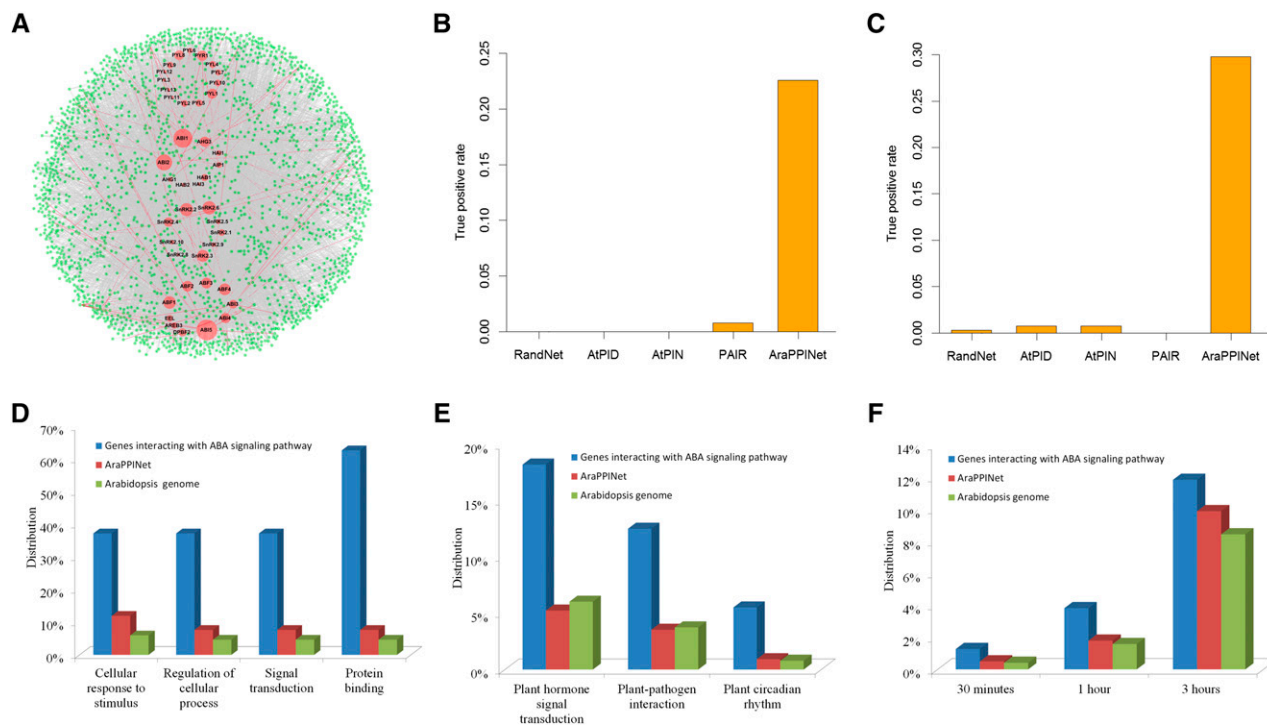 A
PYL6
PYL8
PYR1
PYL9
PYL4
PYL12
PYL7
PYL3
PYL10
PYL13
PYL1
PYL11
PYL2
PYL5
ABI1
AHG3
HAI1
ABI2
AIP1
AHG1
HAB1
HAB2
HAI3
SnRK2.2
SnRK2.6
SnRK2.4
SnRK2.5
SnRK2.1
SnRK2.10
SnRK2.9
SnRK2.8
SnRK2.3
ABF2
ABF3
ABF4
ABF1
EEL
ABI4
AREB3
DPBF2
ABI5
B
True positive rate
0.25
0.20
0.15
0.10
0.05
0.00
RandNet AtPID AtPIN PAIR AraPPINet
C
True positive rate
0.30
0.25
0.20
0.15
0.10
0.05
0.00
RandNet AtPID AtPIN PAIR AraPPINet
D
Distribution
70%
60%
50%
40%
30%
20%
10%
0%
Genes interacting with ABA signaling pathway
AraPPINet
Arabidopsis genome
Cellular response to stimulus
Regulation of cellular process
Signal transduction
Protein binding
E
Distribution
20%
15%
10%
5%
0%
Genes interacting with ABA signaling pathway
AraPPINet
Arabidopsis genome
Plant hormone signal transduction
Plant-pathogen interaction
Plant circadian rhythm
F
Distribution
14%
12%
10%
8%
6%
4%
2%
0%
Genes interacting with ABA signaling pathway
AraPPINet
Arabidopsis genome
30 minutes
1 hour
3 hours